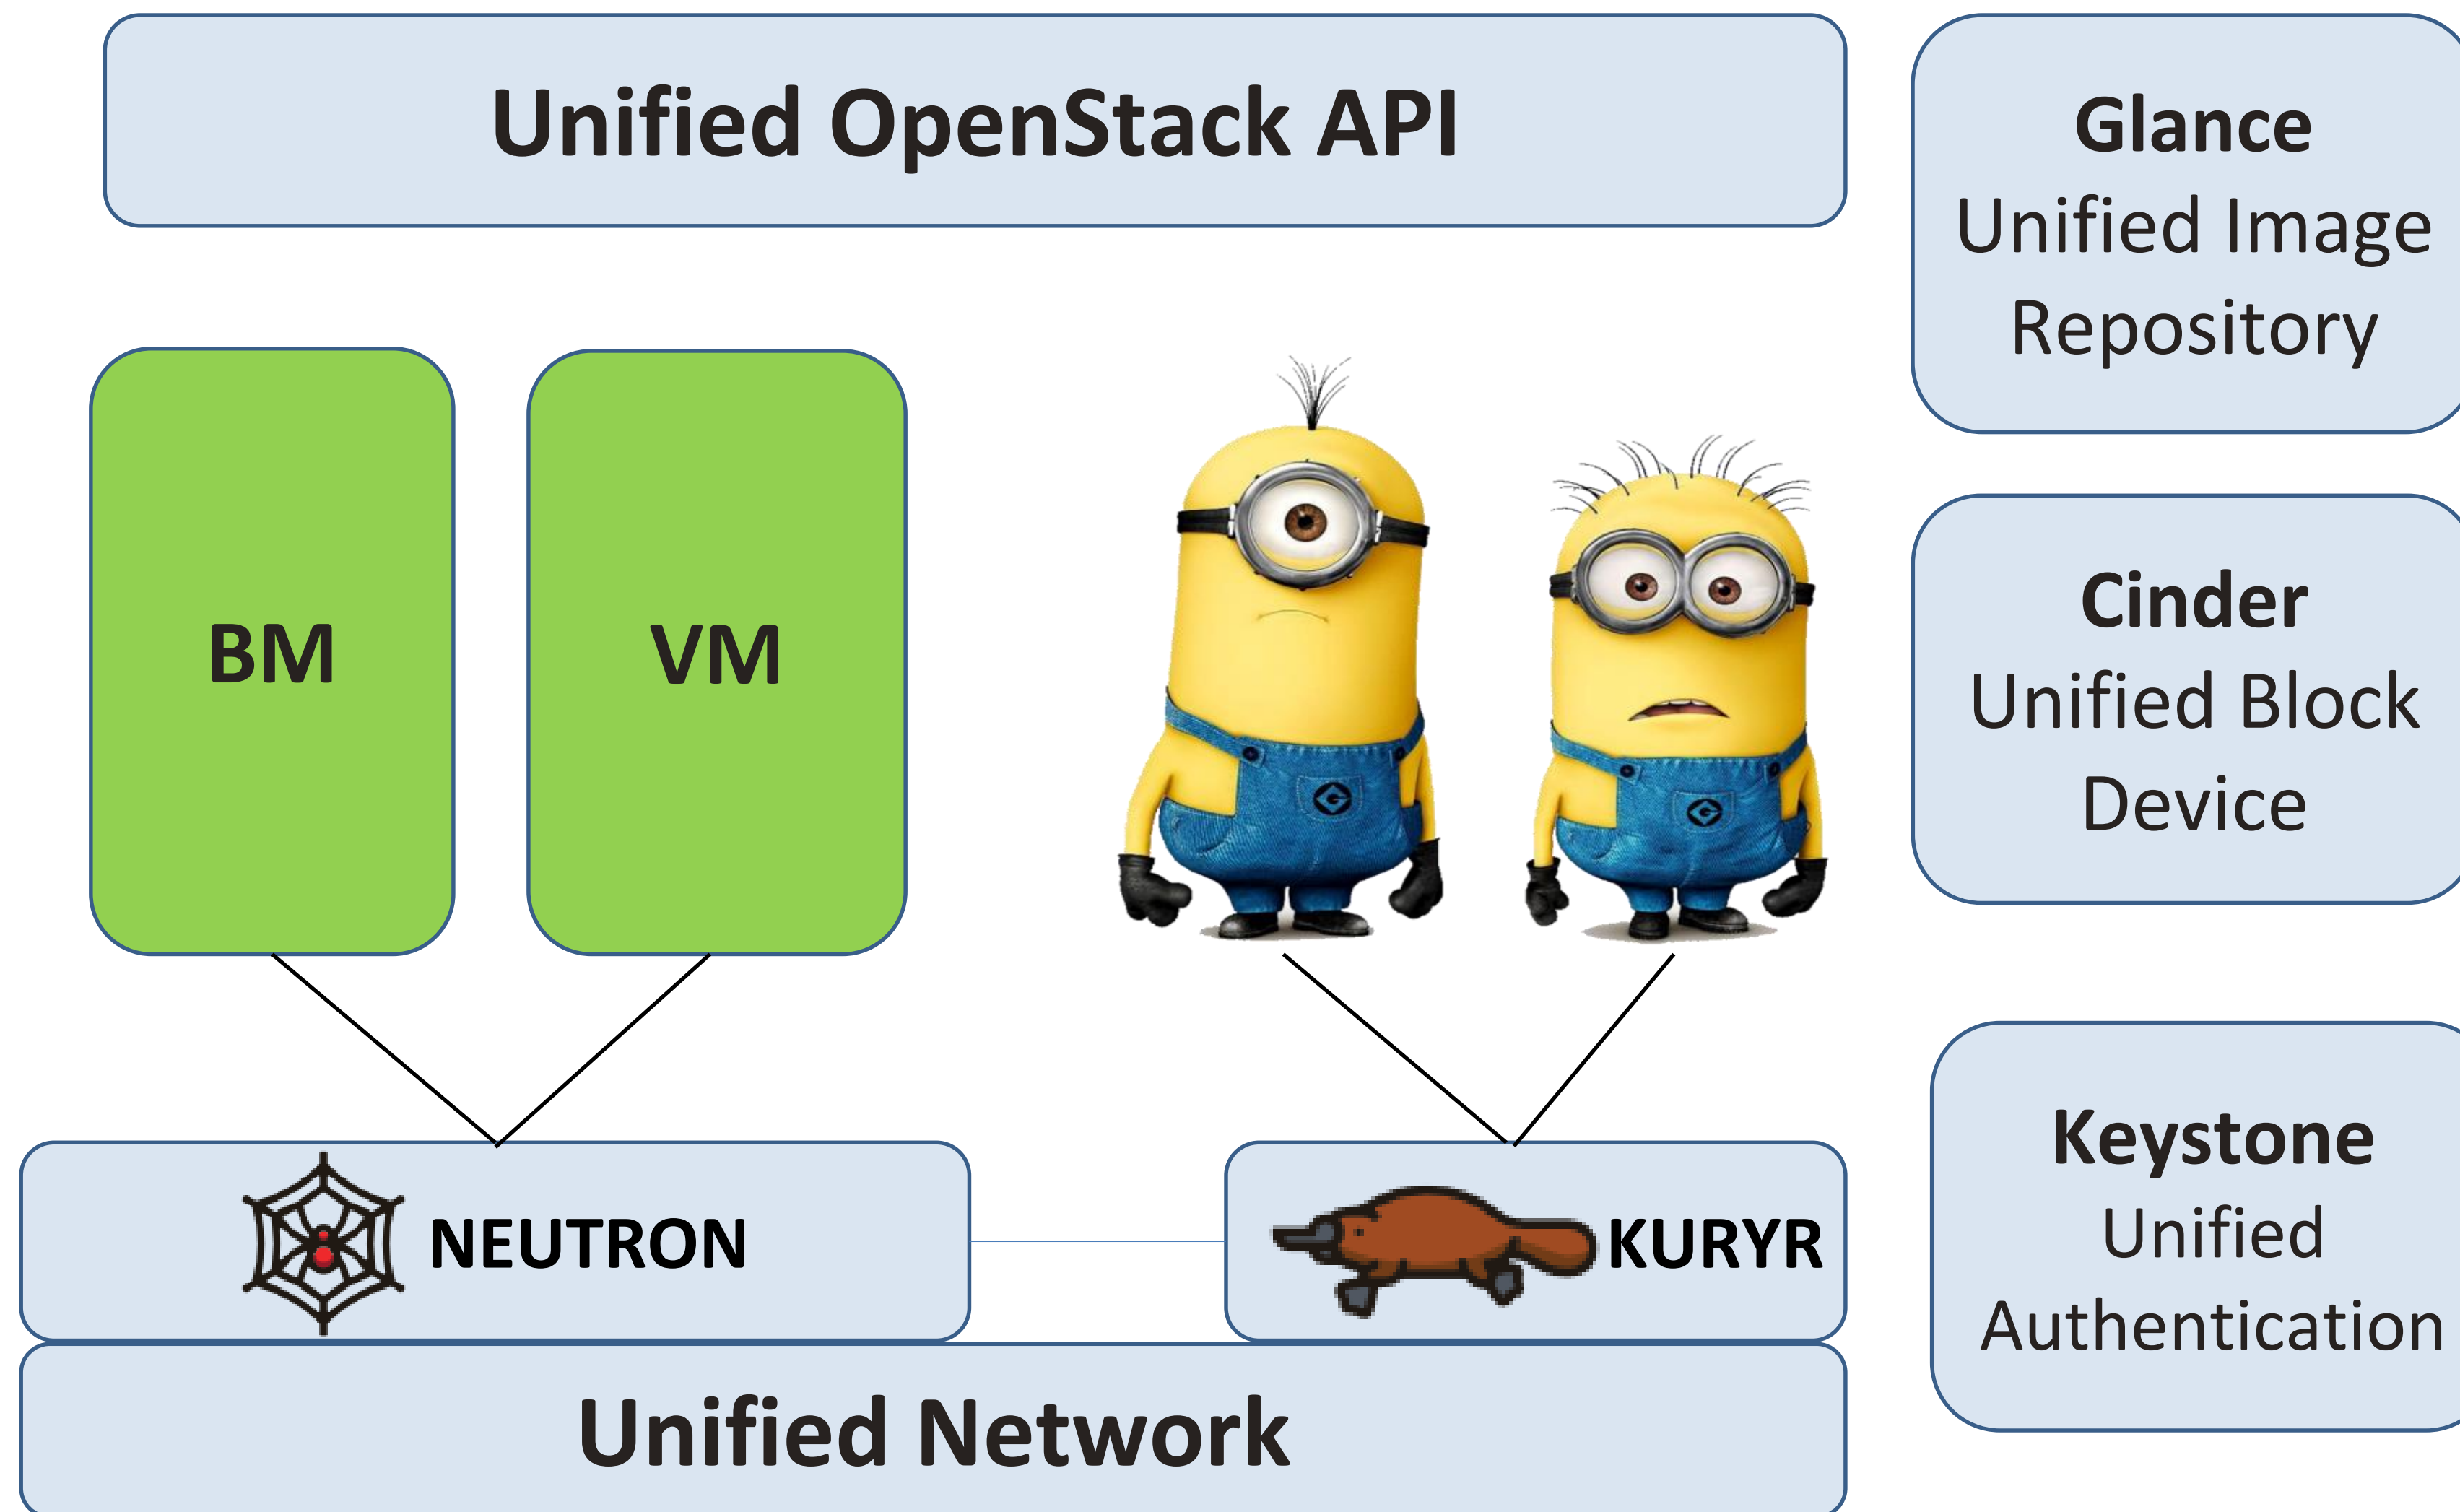 Unified OpenStack API
BM
VM
NEUTRON
KURYR
Unified Network
Glance
Unified Image
Repository
Cinder
Unified Block
Device
Keystone
Unified
Authentication